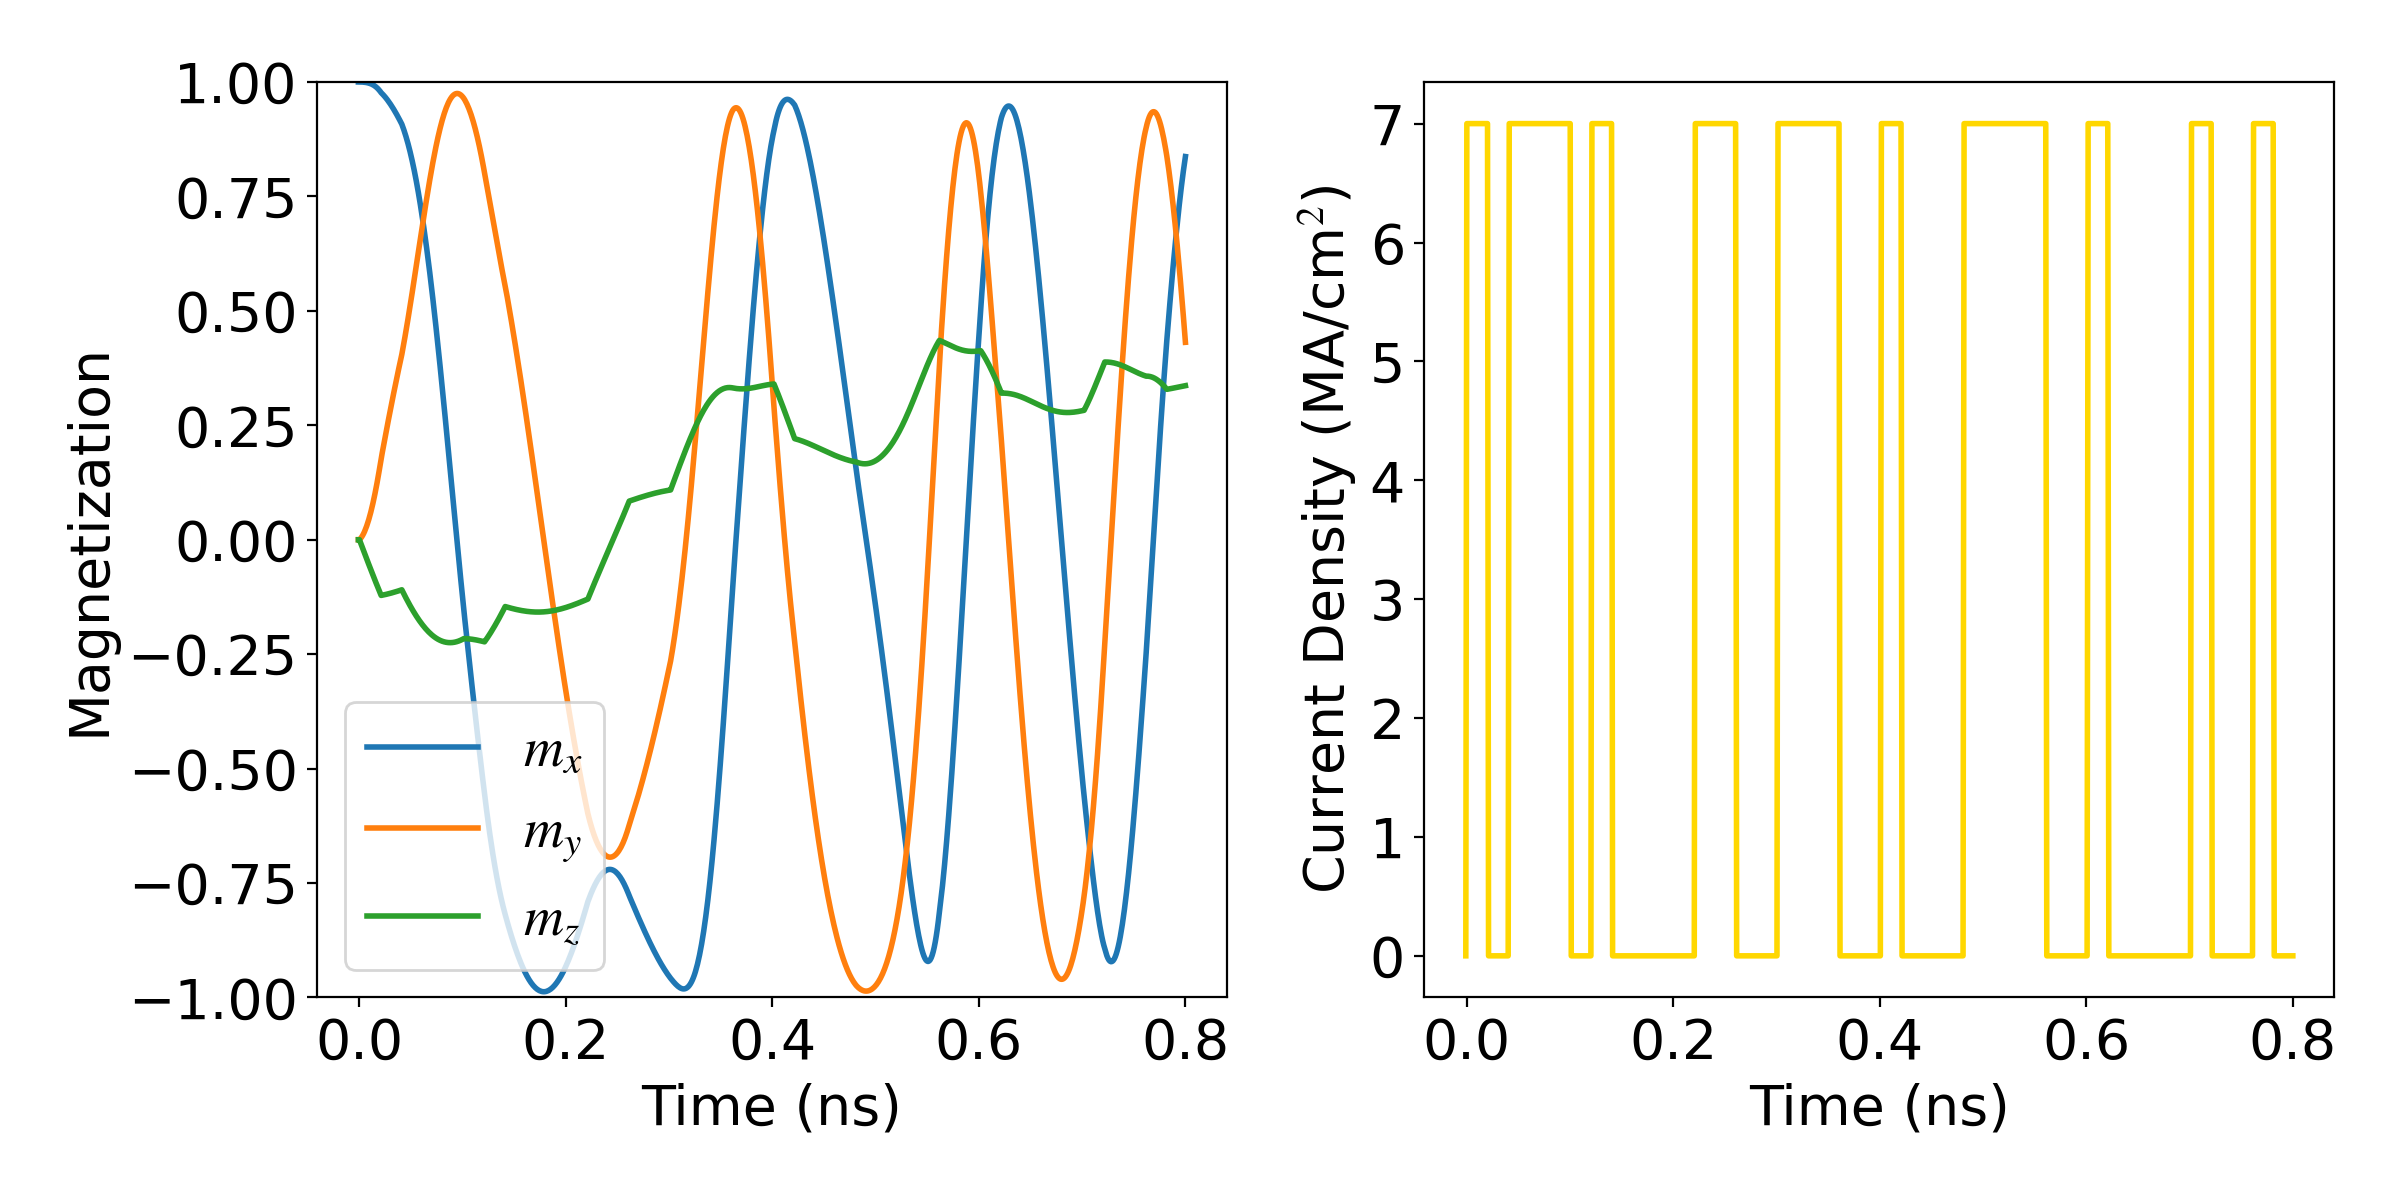 Magnetization
1.00
0.75
0.50
0.25
0.00
−0.25
−0.50
−0.75
−1.00
m_x
m_y
m_z
0.0 0.2 0.4 0.6 0.8
Time (ns)
Current Density (MA/cm²)
7
6
5
4
3
2
1
0
0.0 0.2 0.4 0.6 0.8
Time (ns)